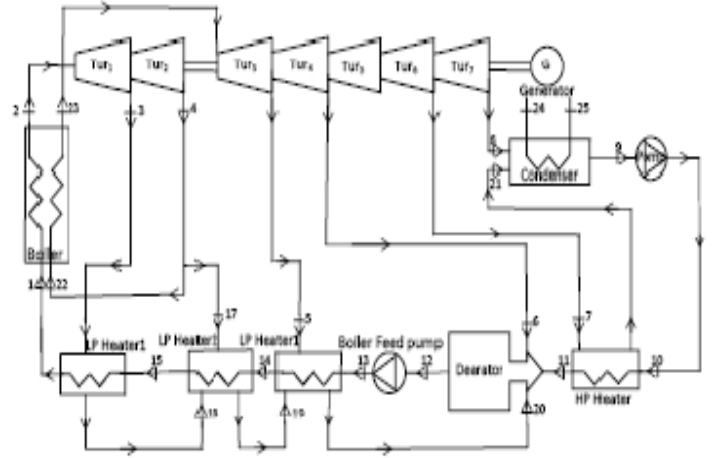 Tur1 Tur2 Tur3 Tur4 Tur5 Tur6 Tur7 G
Generator
2 23 3 4 24 25
8 9 Pump
21
Condenser
Boiler
22
17 5 6 7
LP Heater1 LP Heater1 LP Heater1 Boiler Feed pump
15 14 13 12 11 10
Dearator
HP Heater
18 19 20